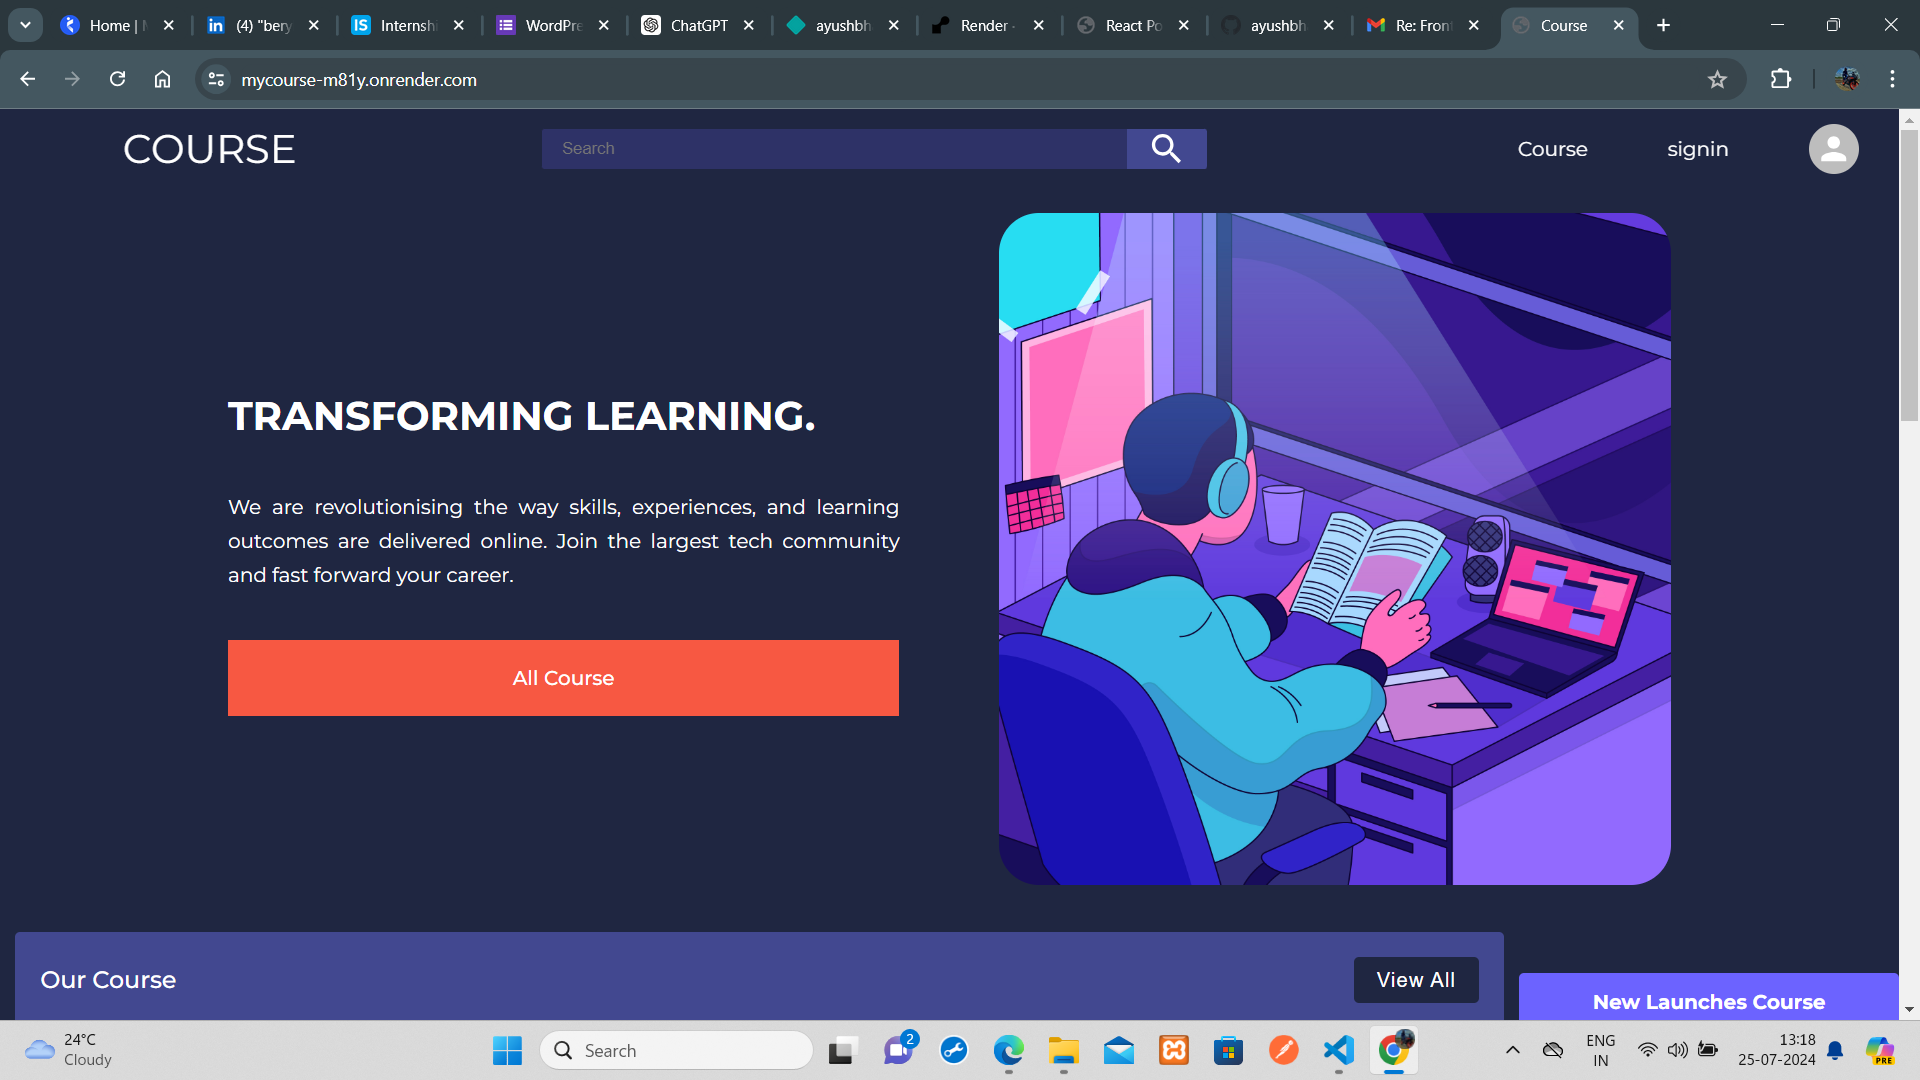 Home |
(4) "bery
Internshi
WordPre
ChatGPT
ayushbh
Render -
React Po
ayushbh
Re: Fron
Course
mycourse-m81y.onrender.com
COURSE
Search
Course
signin
TRANSFORMING LEARNING.
We are revolutionising the way skills, experiences, and learning
outcomes are delivered online. Join the largest tech community
and fast forward your career.
All Course
Our Course
View All
New Launches Course
24°C
Cloudy
Search
2
ENG
IN
13:18
25-07-2024
PRE